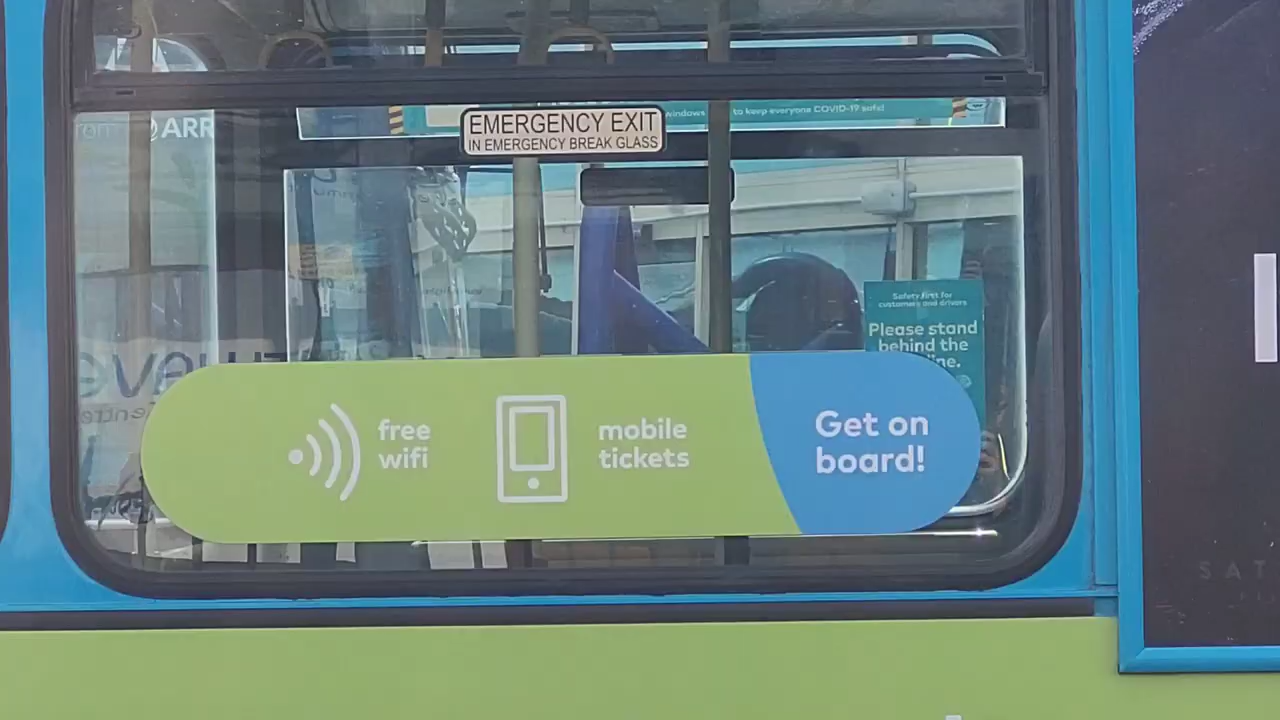 ARR
EMERGENCY EXIT
IN EMERGENCY BREAK GLASS
windows
to keep everyone COVID-19 safe!
Safety first for
customers and drivers
Please stand
behind the
line.
free
wifi
mobile
tickets
Get on
board!
SAT